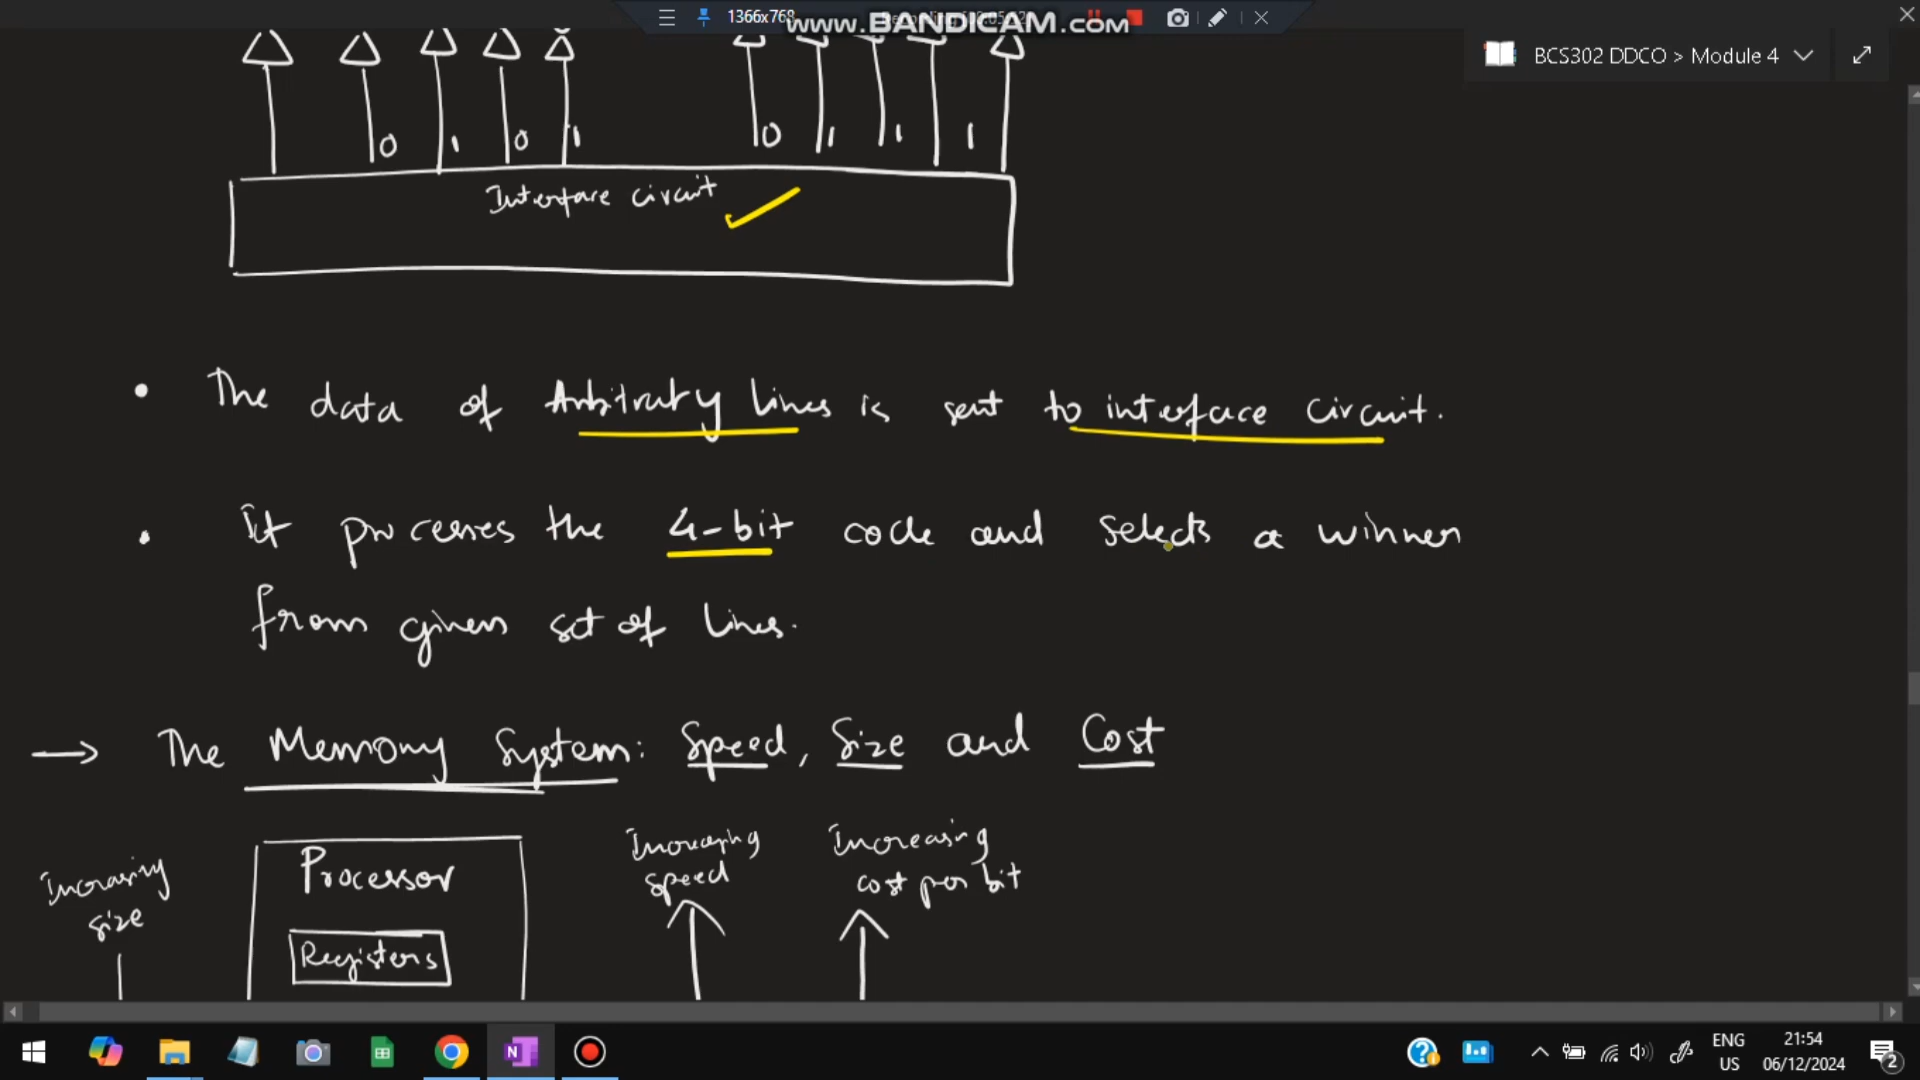 1366x768
www.BANDICAM.com
BCS302 DDCO > Module 4
0 1 0 1 0 1 1 1
Interface circuit
• The data of Arbitraty Lines is sent to interface circuit.
• It processes the 4-bit code and selects a winner
from given set of lines.
→ The Memory System: Speed, Size and Cost
Increasing
size
Processor
Registers
Increasing
speed
Increasing
cost per bit
ENG
US
21:54
06/12/2024
2